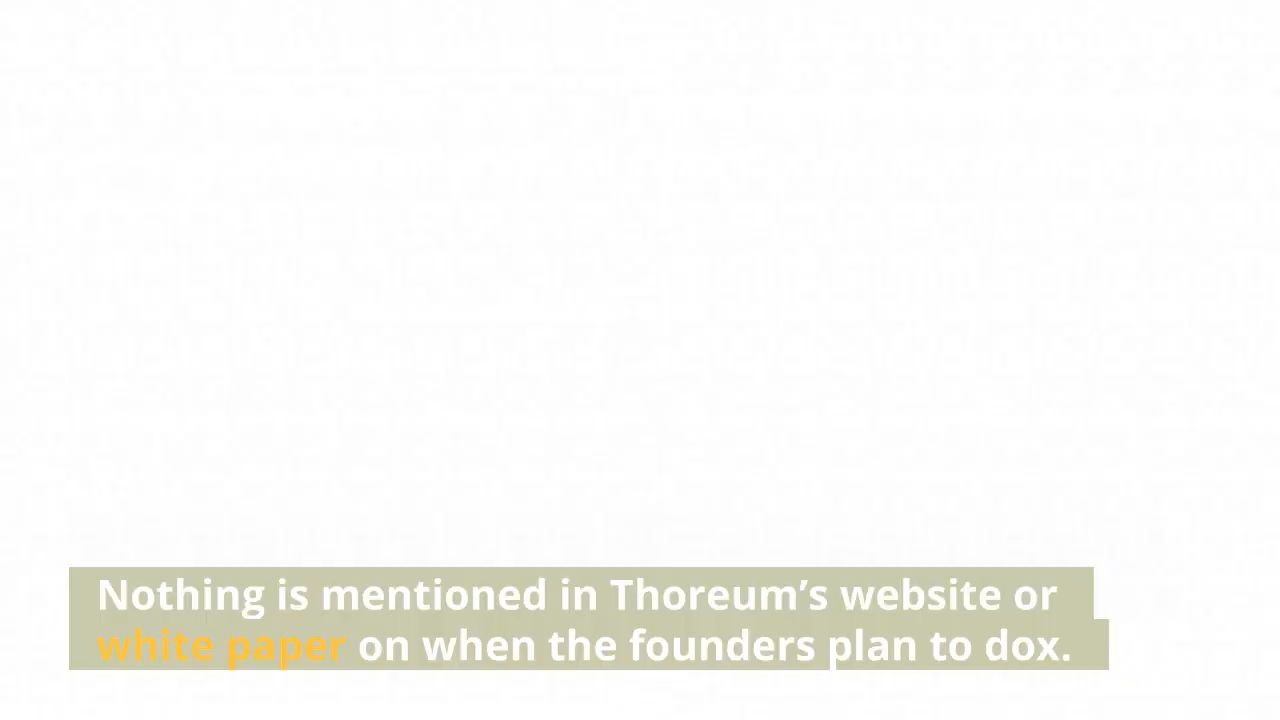 Nothing is mentioned in Thoreum’s website or
white paper on when the founders plan to dox.